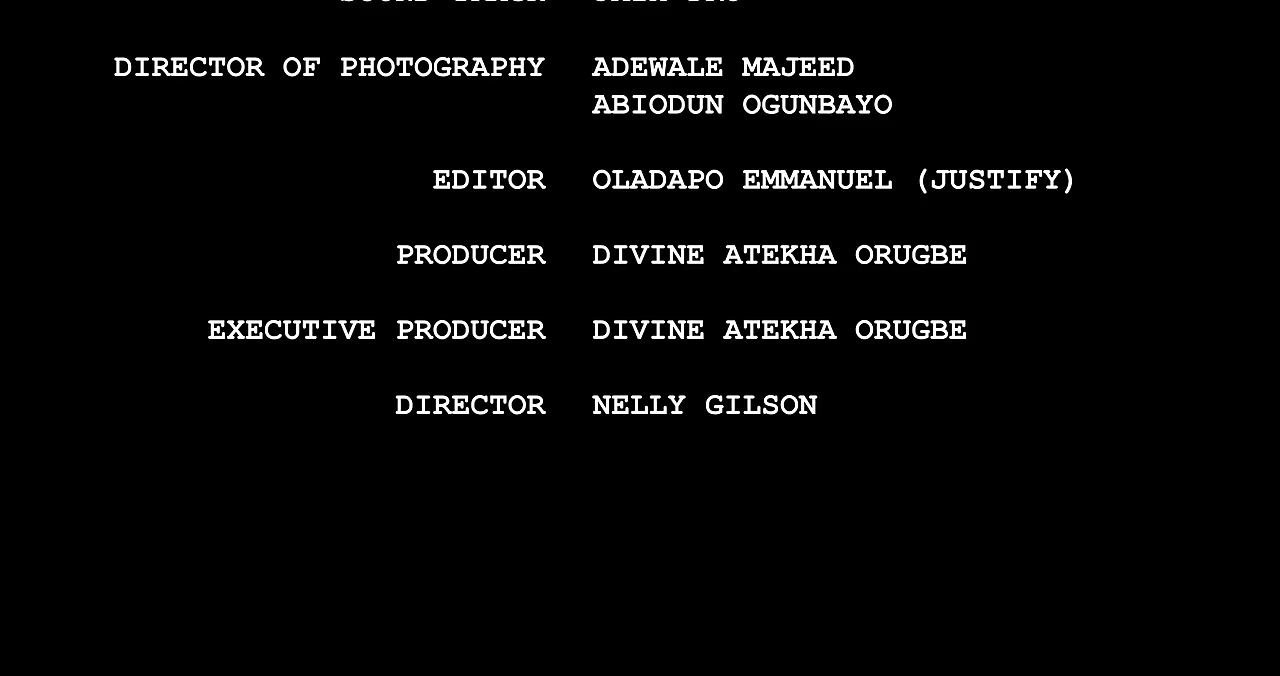 DIRECTOR OF PHOTOGRAPHY ADEWALE MAJEED
ABIODUN OGUNBAYO
EDITOR OLADAPO EMMANUEL (JUSTIFY)
PRODUCER DIVINE ATEKHA ORUGBE
EXECUTIVE PRODUCER DIVINE ATEKHA ORUGBE
DIRECTOR NELLY GILSON